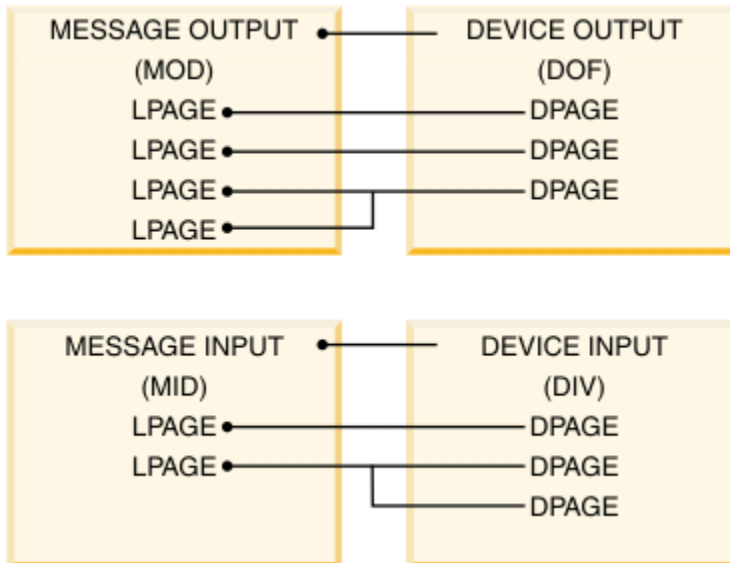 MESSAGE OUTPUT
(MOD)
LPAGE
LPAGE
LPAGE
LPAGE
DEVICE OUTPUT
(DOF)
DPAGE
DPAGE
DPAGE
MESSAGE INPUT
(MID)
LPAGE
LPAGE
DEVICE INPUT
(DIV)
DPAGE
DPAGE
DPAGE